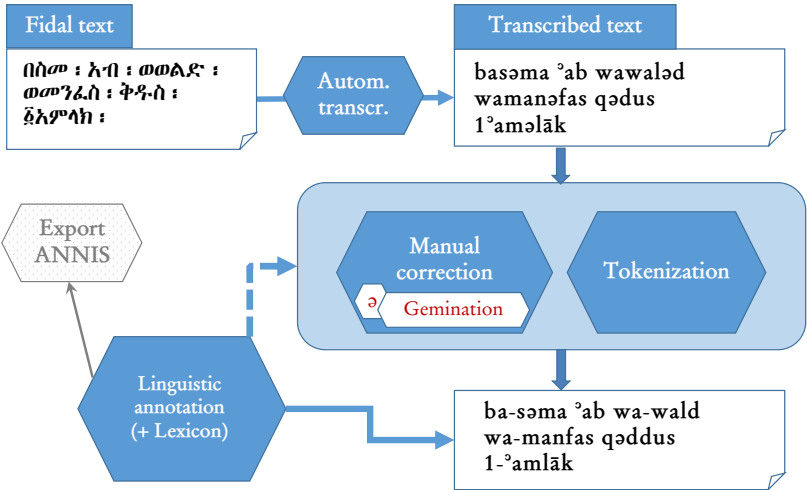 Fidal text
በስመ ፡ አብ ፡ ወወልድ ፡
ወመንፈስ ፡ ቅዱስ ፡
፩አምላክ ፡
Autom.
transcr.
Transcribed text
basəma ʾab wawaləd
wamanəfas qədus
1ʾaməlāk
Manual
correction
ə
Gemination
Tokenization
Export
ANNIS
Linguistic
annotation
(+ Lexicon)
ba-səma ʾab wa-wald
wa-manfas qəddus
1-ʾamlāk